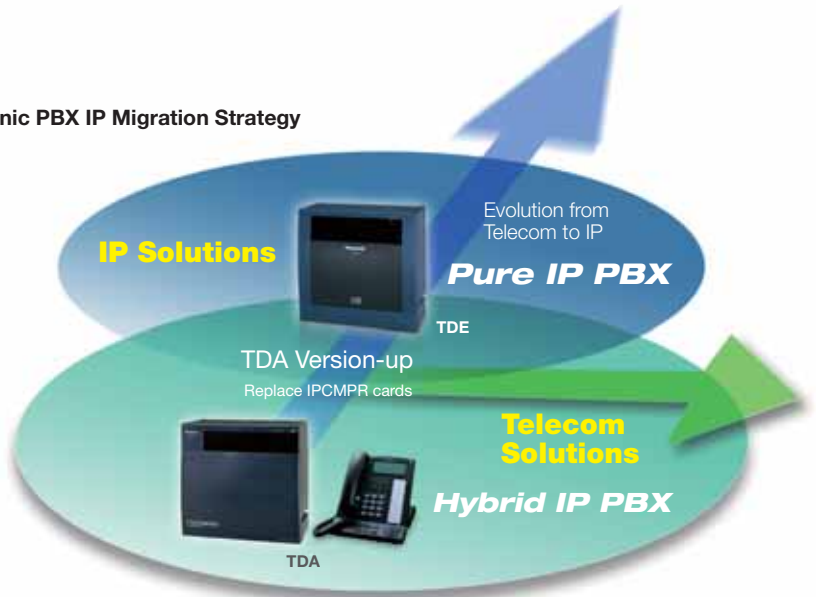 nic PBX IP Migration Strategy
Evolution from
Telecom to IP
IP Solutions
Pure IP PBX
TDE
TDA Version-up
Replace IPCMPR cards
Telecom
Solutions
Hybrid IP PBX
TDA